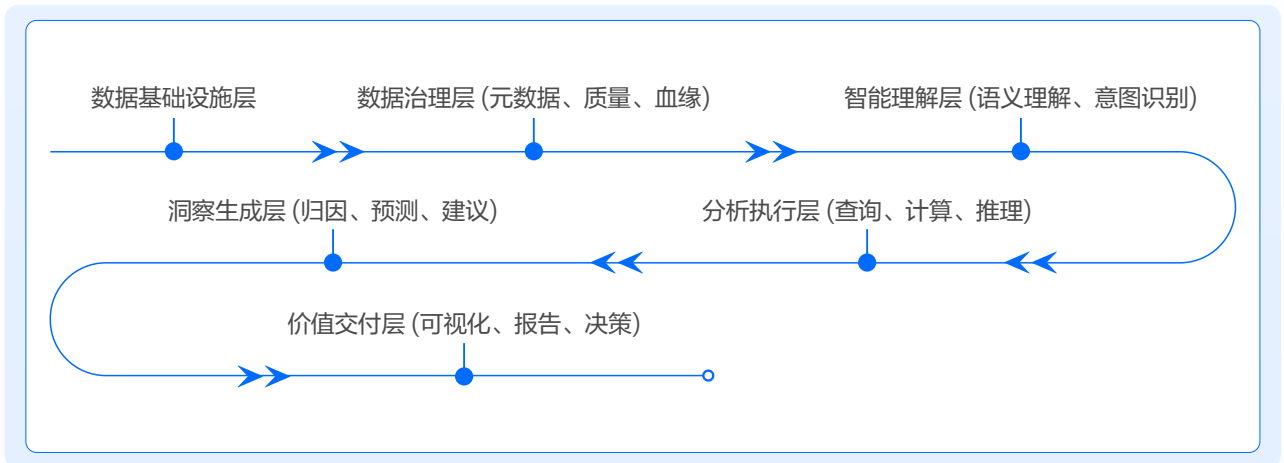 数据基础设施层
数据治理层 (元数据、质量、血缘)
智能理解层 (语义理解、意图识别)
分析执行层 (查询、计算、推理)
洞察生成层 (归因、预测、建议)
价值交付层 (可视化、报告、决策)